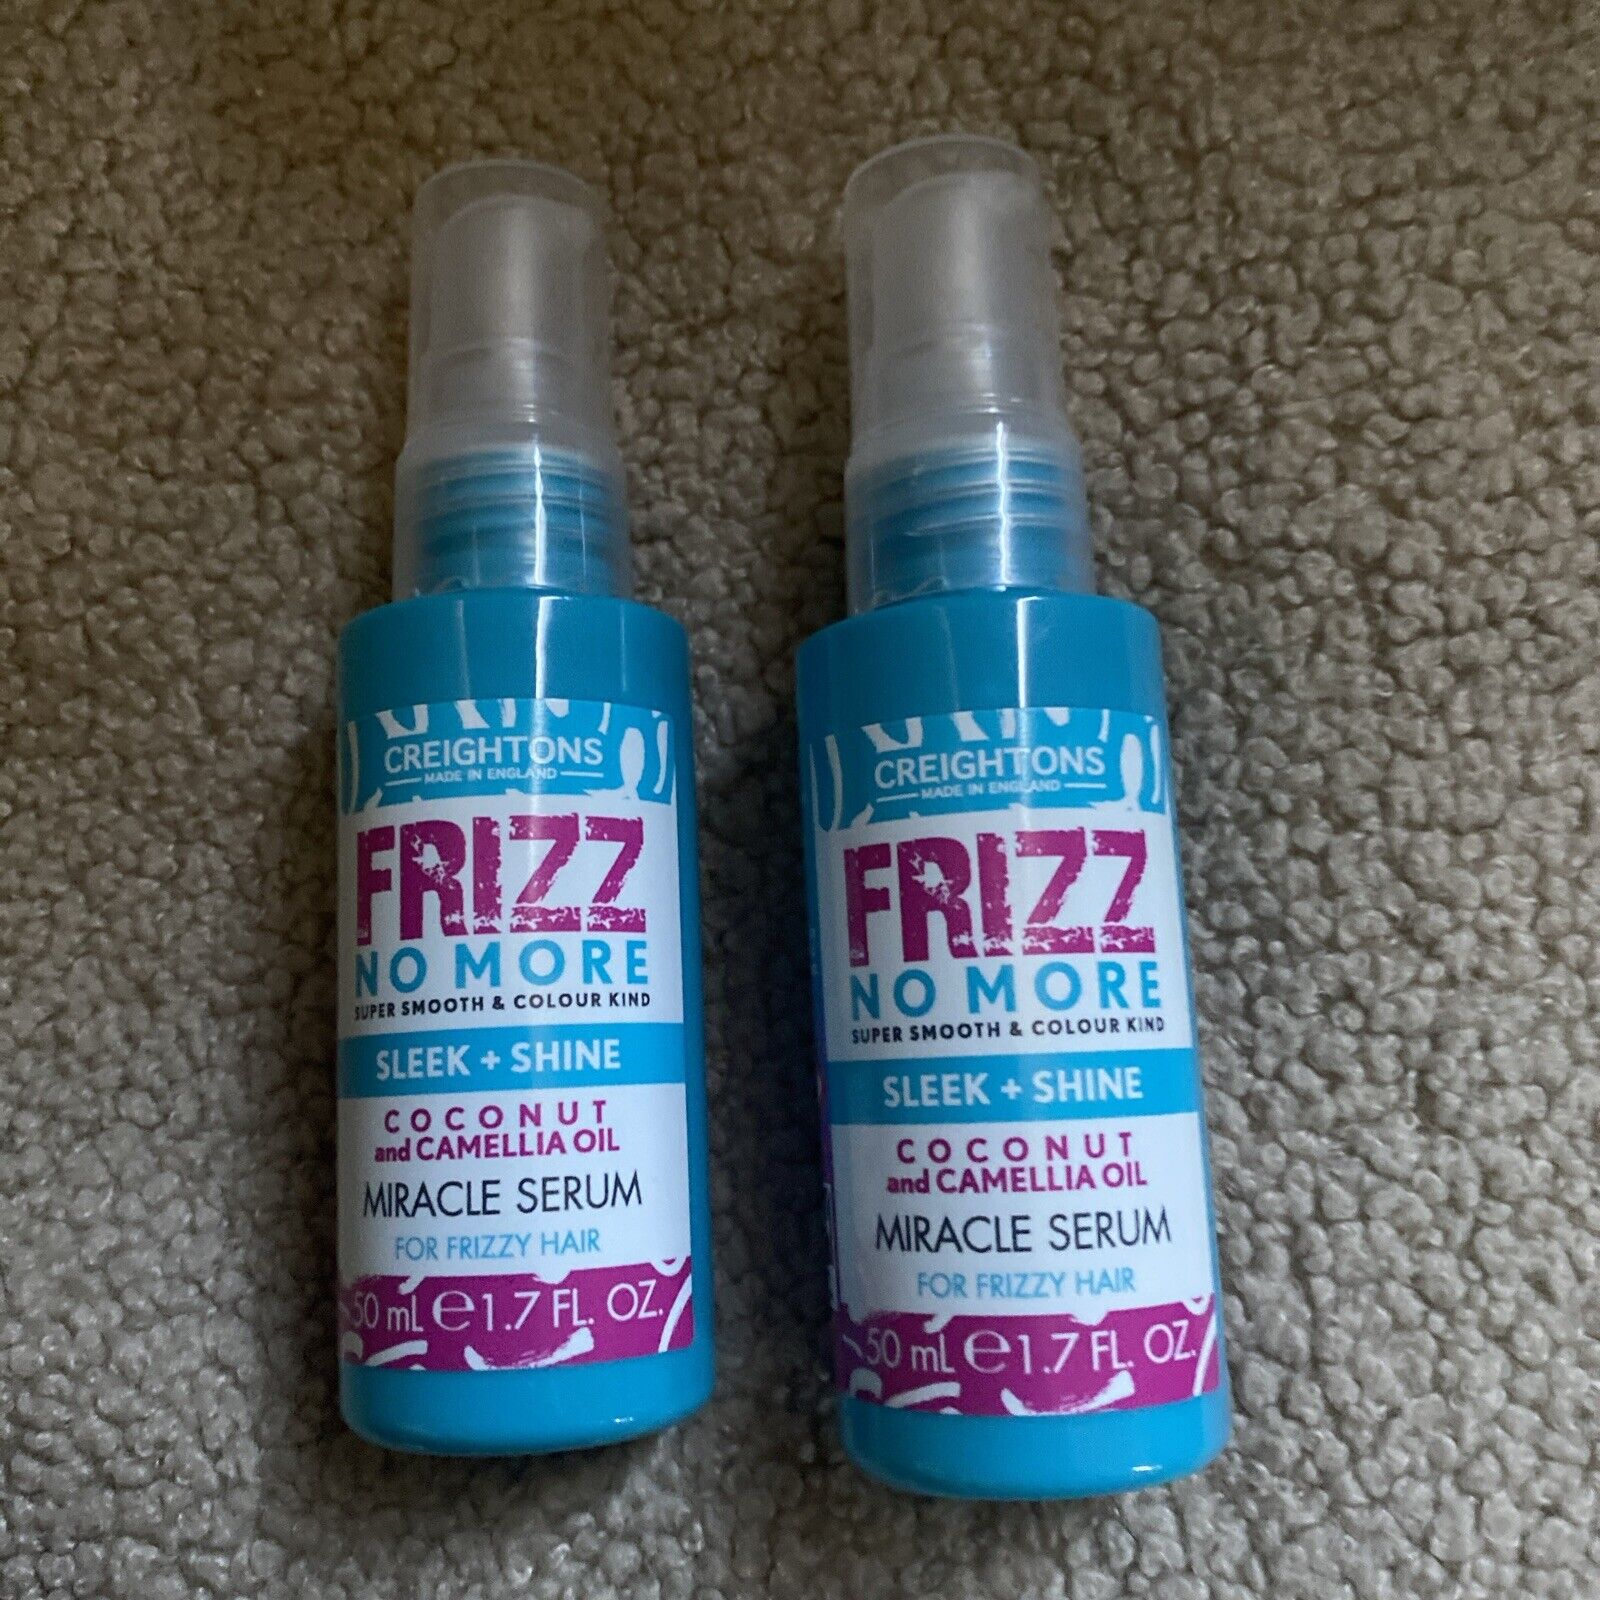 CREIGHTONS
MADE IN ENGLAND
FRIZZ
NO MORE
SUPER SMOOTH & COLOUR KIND
SLEEK + SHINE
COCONUT
and CAMELLIA OIL
MIRACLE SERUM
FOR FRIZZY HAIR
50 mL e 1.7 FL. OZ.
CREIGHTONS
MADE IN ENGLAND
FRIZZ
NO MORE
SUPER SMOOTH & COLOUR KIND
SLEEK + SHINE
COCONUT
and CAMELLIA OIL
MIRACLE SERUM
FOR FRIZZY HAIR
50 mL e 1.7 FL. OZ.